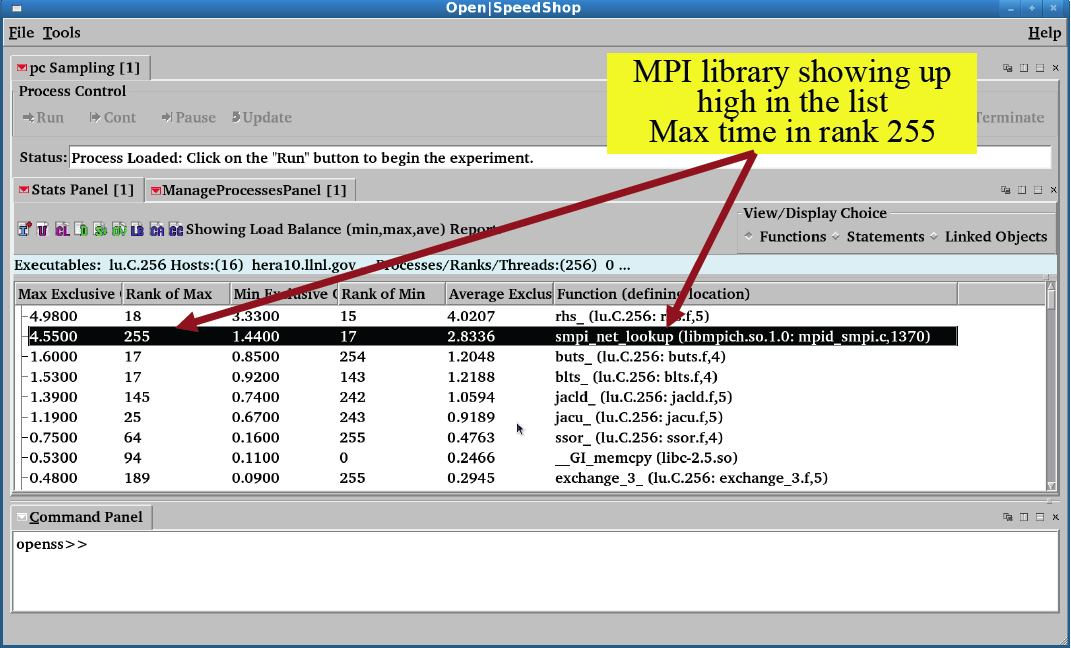 Open|SpeedShop
File Tools Help
pc Sampling [1]
Process Control
Run Cont Pause Update Terminate
MPI library showing up
high in the list
Max time in rank 255
Status: Process Loaded: Click on the "Run" button to begin the experiment.
Stats Panel [1] ManageProcessesPanel [1]
View/Display Choice
Showing Load Balance (min,max,ave) Report
Functions Statements Linked Objects
Executables: lu.C.256 Hosts:(16) hera10.llnl.gov Processes/Ranks/Threads:(256) 0 ...
Max Exclusive Rank of Max Min Exclusive Rank of Min Average Exclus Function (defining location)
4.9800 18 3.3300 15 4.0207 rhs_ (lu.C.256: rhs.f,5)
4.5500 255 1.4400 17 2.8336 smpi_net_lookup (libmpich.so.1.0: mpid_smpi.c,1370)
1.6000 17 0.8500 254 1.2048 buts_ (lu.C.256: buts.f,4)
1.5300 17 0.9200 143 1.2188 blts_ (lu.C.256: blts.f,4)
1.3900 145 0.7400 242 1.0594 jacld_ (lu.C.256: jacld.f,5)
1.1900 25 0.6700 243 0.9189 jacu_ (lu.C.256: jacu.f,5)
0.7500 64 0.1600 255 0.4763 ssor_ (lu.C.256: ssor.f,4)
0.5300 94 0.1100 0 0.2466 __GI_memcpy (libc-2.5.so)
0.4800 189 0.0900 255 0.2945 exchange_3_ (lu.C.256: exchange_3.f,5)
Command Panel
openss>>